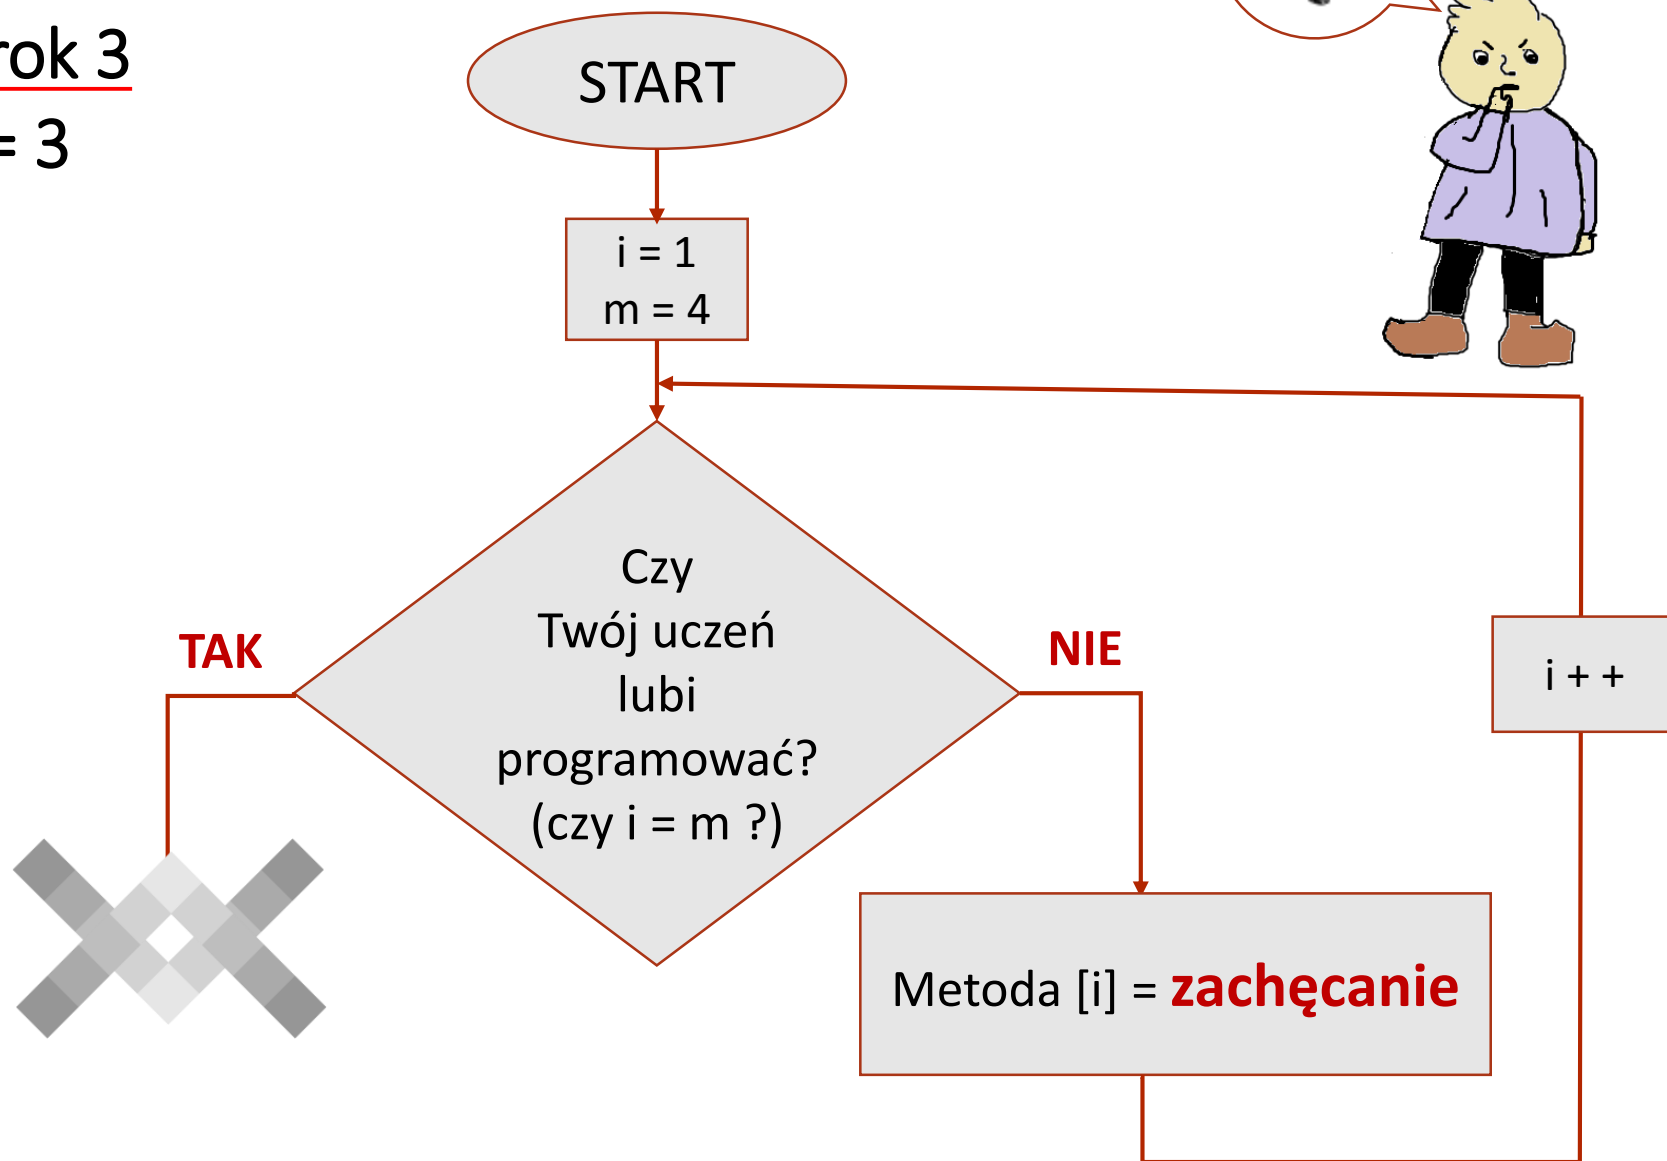 rok 3
= 3
START
i = 1
m = 4
Czy
Twój uczeń
lubi
programować?
(czy i = m ?)
TAK
NIE
i + +
Metoda [i] = zachęcanie